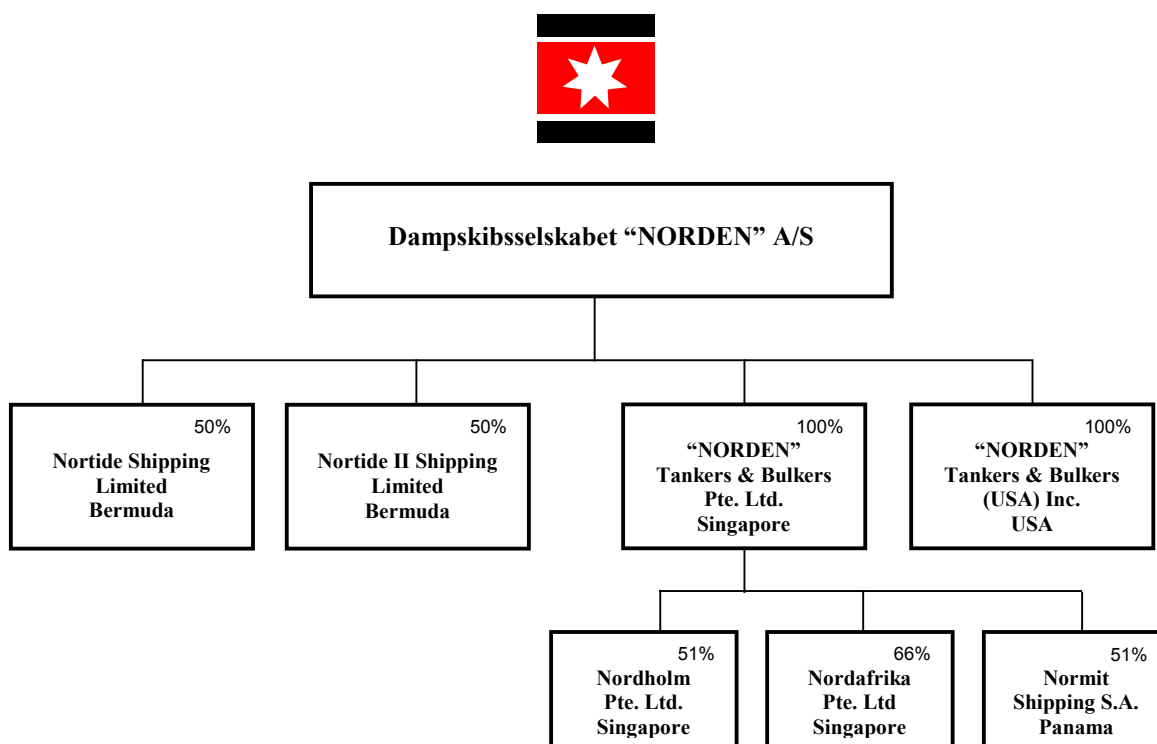 Dampskibsselskabet “NORDEN” A/S
50%
Nortide Shipping
Limited
Bermuda
50%
Nortide II Shipping
Limited
Bermuda
100%
“NORDEN”
Tankers & Bulkers
Pte. Ltd.
Singapore
100%
“NORDEN”
Tankers & Bulkers
(USA) Inc.
USA
51%
Nordholm
Pte. Ltd.
Singapore
66%
Nordafrika
Pte. Ltd
Singapore
51%
Normit
Shipping S.A.
Panama